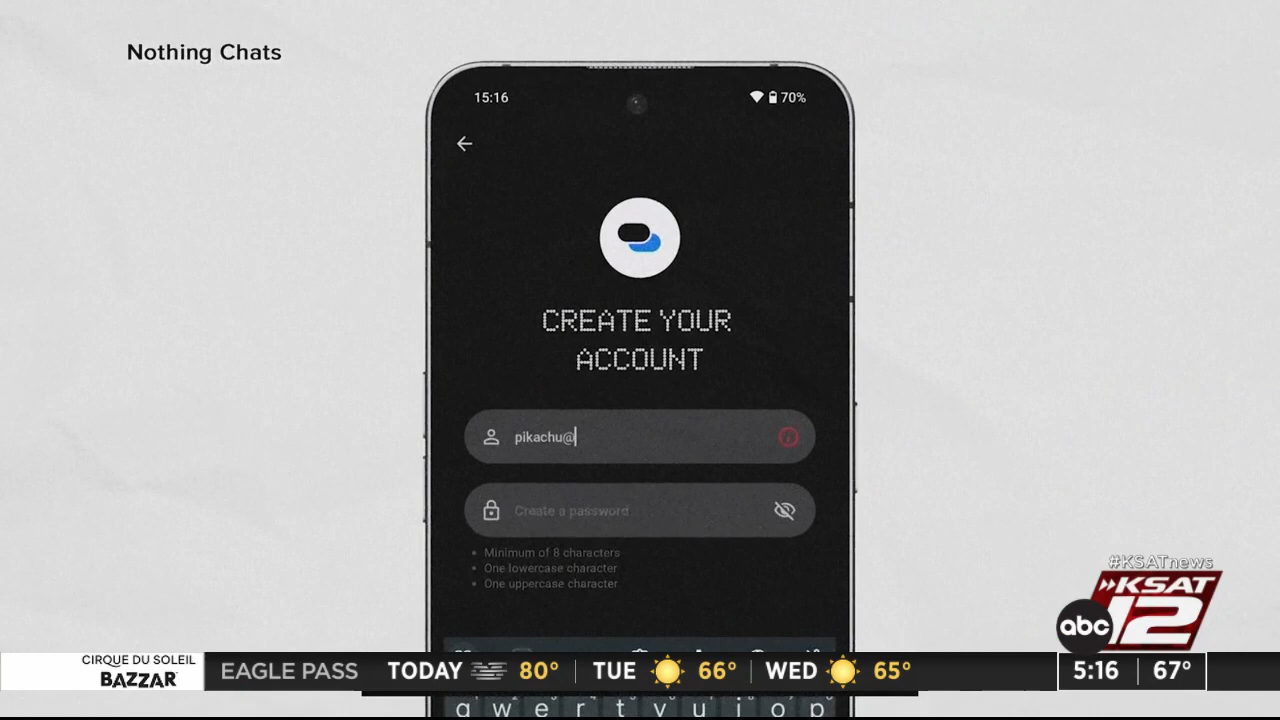 Nothing Chats
15:16
70%
CREATE YOUR
ACCOUNT
pikachu@
Create a password
• Minimum of 8 characters
• One lowercase character
• One uppercase character
#KSATnews
KSAT
12
abc
CIRQUE DU SOLEIL
BAZZAR
EAGLE PASS TODAY 80° TUE 66° WED 65°
5:16 67°
q w e r t y u i o p